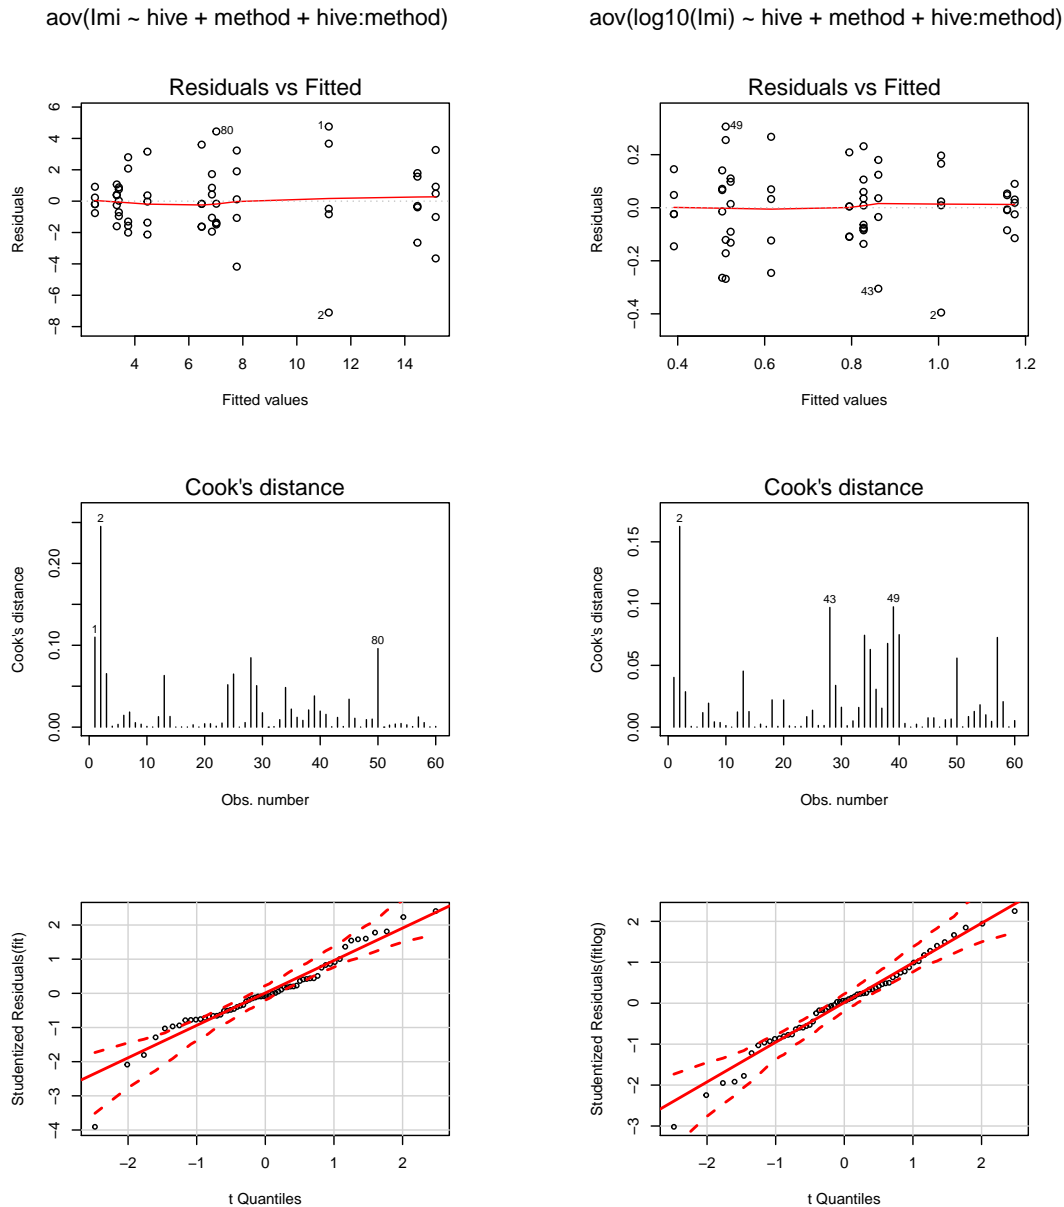 aov(Imi ~ hive + method + hive:method)
aov(log10(Imi) ~ hive + method + hive:method)
Residuals vs Fitted
Residuals
6
4
2
0
−2
−4
−6
−8
1
80
2
4 6 8 10 12 14
Fitted values
Residuals vs Fitted
Residuals
0.2
0.0
−0.2
−0.4
49
43
2
0.4 0.6 0.8 1.0 1.2
Fitted values
Cook's distance
Cook's distance
0.20
0.10
0.00
2
1
80
0 10 20 30 40 50 60
Obs. number
Cook's distance
Cook's distance
0.15
0.10
0.05
0.00
2
43
49
0 10 20 30 40 50 60
Obs. number
Studentized Residuals(fit)
2
1
0
−1
−2
−3
−4
−2 −1 0 1 2
t Quantiles
Studentized Residuals(fitlog)
2
1
0
−1
−2
−3
−2 −1 0 1 2
t Quantiles